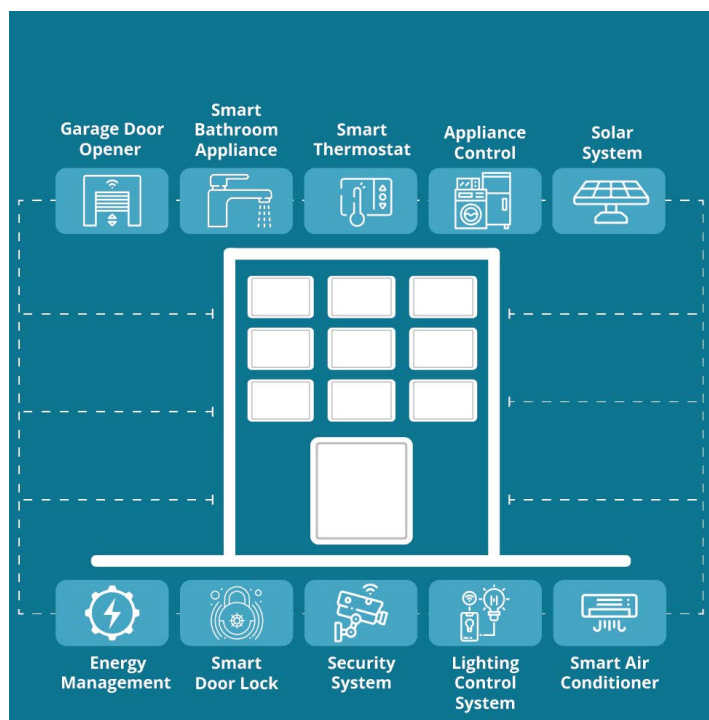 Garage Door
Opener
Smart
Bathroom
Appliance
Smart
Thermostat
Appliance
Control
Solar
System
Energy
Management
Smart
Door Lock
Security
System
Lighting
Control
System
Smart Air
Conditioner